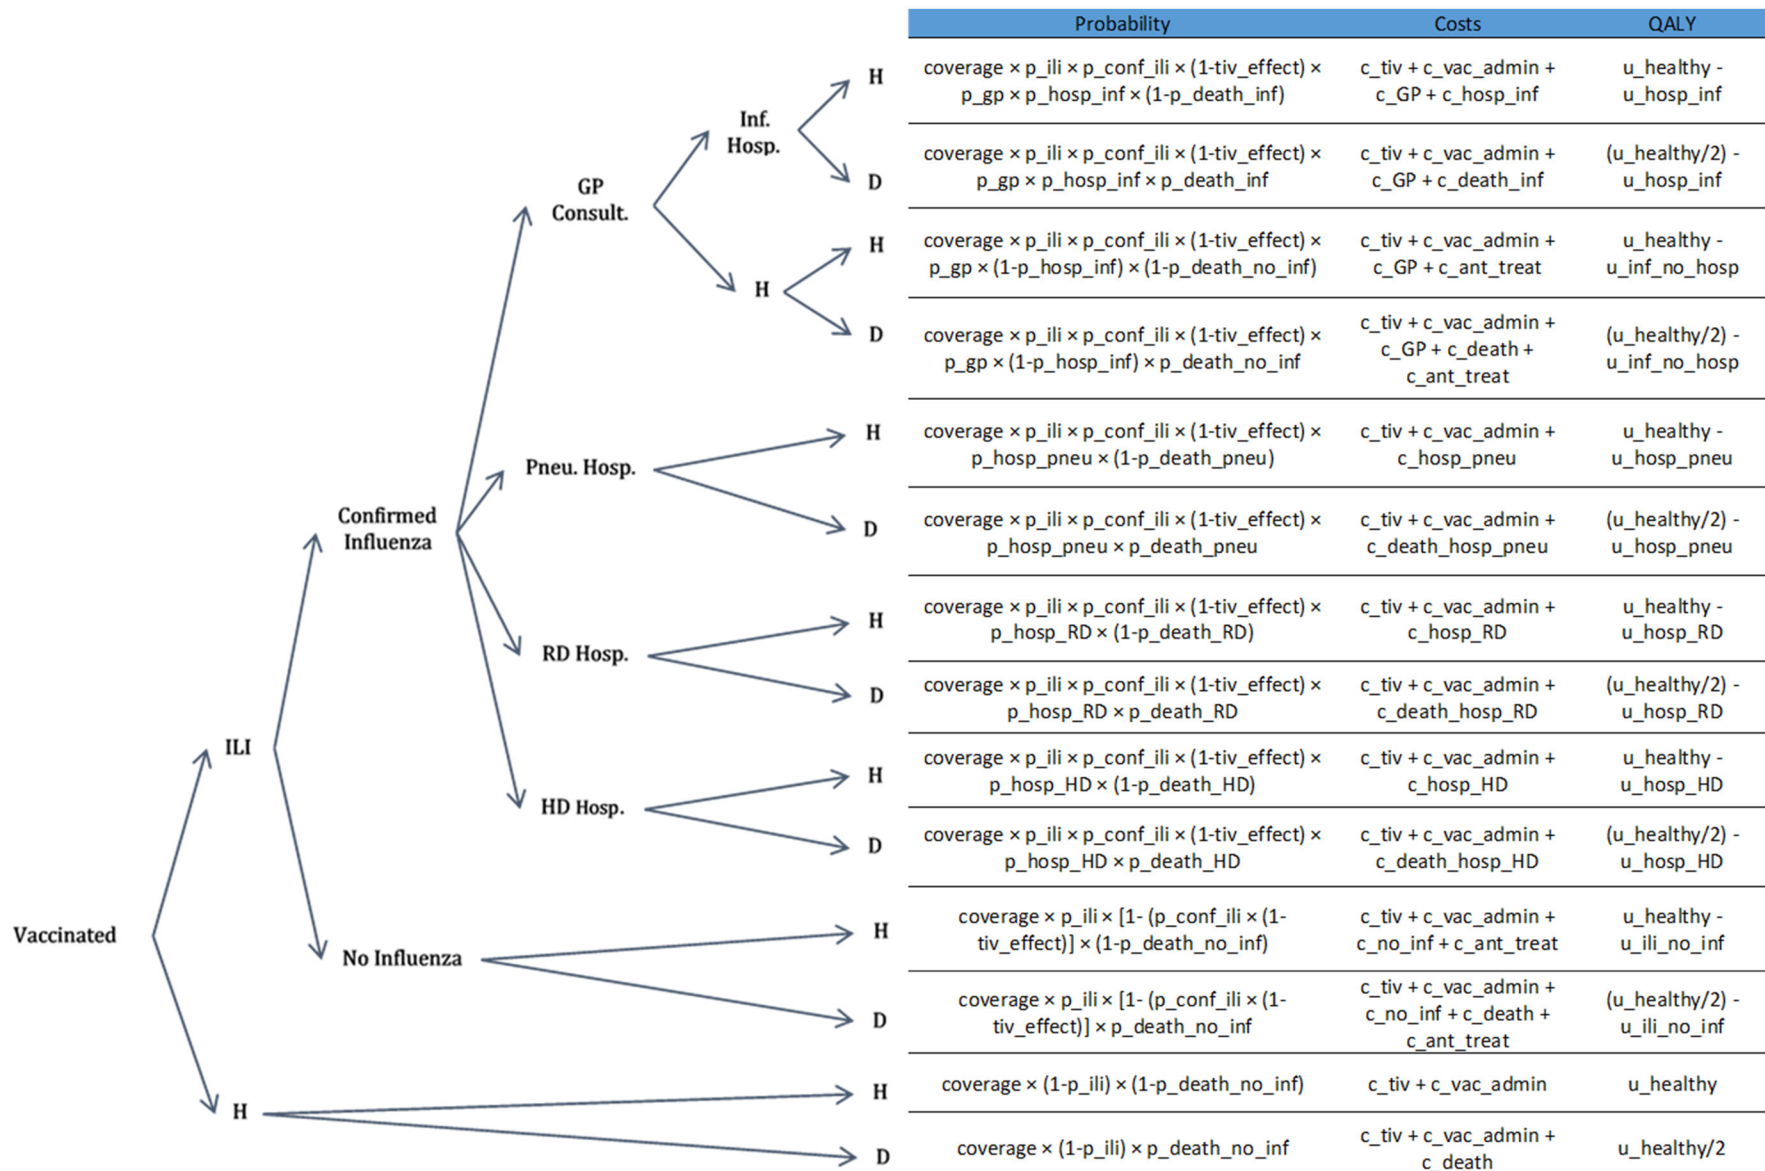 Probability Costs QALY
H
coverage × p_ili × p_conf_ili × (1-tiv_effect) ×
p_gp × p_hosp_inf × (1-p_death_inf)
c_tiv + c_vac_admin +
c_GP + c_hosp_inf
u_healthy -
u_hosp_inf
Inf.
Hosp.
D
coverage × p_ili × p_conf_ili × (1-tiv_effect) ×
p_gp × p_hosp_inf × p_death_inf
c_tiv + c_vac_admin +
c_GP + c_death_inf
(u_healthy/2) -
u_hosp_inf
GP
Consult.
H
coverage × p_ili × p_conf_ili × (1-tiv_effect) ×
p_gp × (1-p_hosp_inf) × (1-p_death_no_inf)
c_tiv + c_vac_admin +
c_GP + c_ant_treat
u_healthy -
u_inf_no_hosp
H
D
coverage × p_ili × p_conf_ili × (1-tiv_effect) ×
p_gp × (1-p_hosp_inf) × p_death_no_inf
c_tiv + c_vac_admin +
c_GP + c_death +
c_ant_treat
(u_healthy/2) -
u_inf_no_hosp
H
coverage × p_ili × p_conf_ili × (1-tiv_effect) ×
p_hosp_pneu × (1-p_death_pneu)
c_tiv + c_vac_admin +
c_hosp_pneu
u_healthy -
u_hosp_pneu
Pneu. Hosp.
D
coverage × p_ili × p_conf_ili × (1-tiv_effect) ×
p_hosp_pneu × p_death_pneu
c_tiv + c_vac_admin +
c_death_hosp_pneu
(u_healthy/2) -
u_hosp_pneu
Confirmed
Influenza
H
coverage × p_ili × p_conf_ili × (1-tiv_effect) ×
p_hosp_RD × (1-p_death_RD)
c_tiv + c_vac_admin +
c_hosp_RD
u_healthy -
u_hosp_RD
RD Hosp.
D
coverage × p_ili × p_conf_ili × (1-tiv_effect) ×
p_hosp_RD × p_death_RD
c_tiv + c_vac_admin +
c_death_hosp_RD
(u_healthy/2) -
u_hosp_RD
ILI
H
coverage × p_ili × p_conf_ili × (1-tiv_effect) ×
p_hosp_HD × (1-p_death_HD)
c_tiv + c_vac_admin +
c_hosp_HD
u_healthy -
u_hosp_HD
HD Hosp.
D
coverage × p_ili × p_conf_ili × (1-tiv_effect) ×
p_hosp_HD × p_death_HD
c_tiv + c_vac_admin +
c_death_hosp_HD
(u_healthy/2) -
u_hosp_HD
Vaccinated
H
coverage × p_ili × [1- (p_conf_ili × (1-
tiv_effect)] × (1-p_death_no_inf)
c_tiv + c_vac_admin +
c_no_inf + c_ant_treat
u_healthy -
u_ili_no_inf
No Influenza
D
coverage × p_ili × [1- (p_conf_ili × (1-
tiv_effect)] × p_death_no_inf
c_tiv + c_vac_admin +
c_no_inf + c_death +
c_ant_treat
(u_healthy/2) -
u_ili_no_inf
H
H
coverage × (1-p_ili) × (1-p_death_no_inf)
c_tiv + c_vac_admin
u_healthy
D
coverage × (1-p_ili) × p_death_no_inf
c_tiv + c_vac_admin +
c_death
u_healthy/2